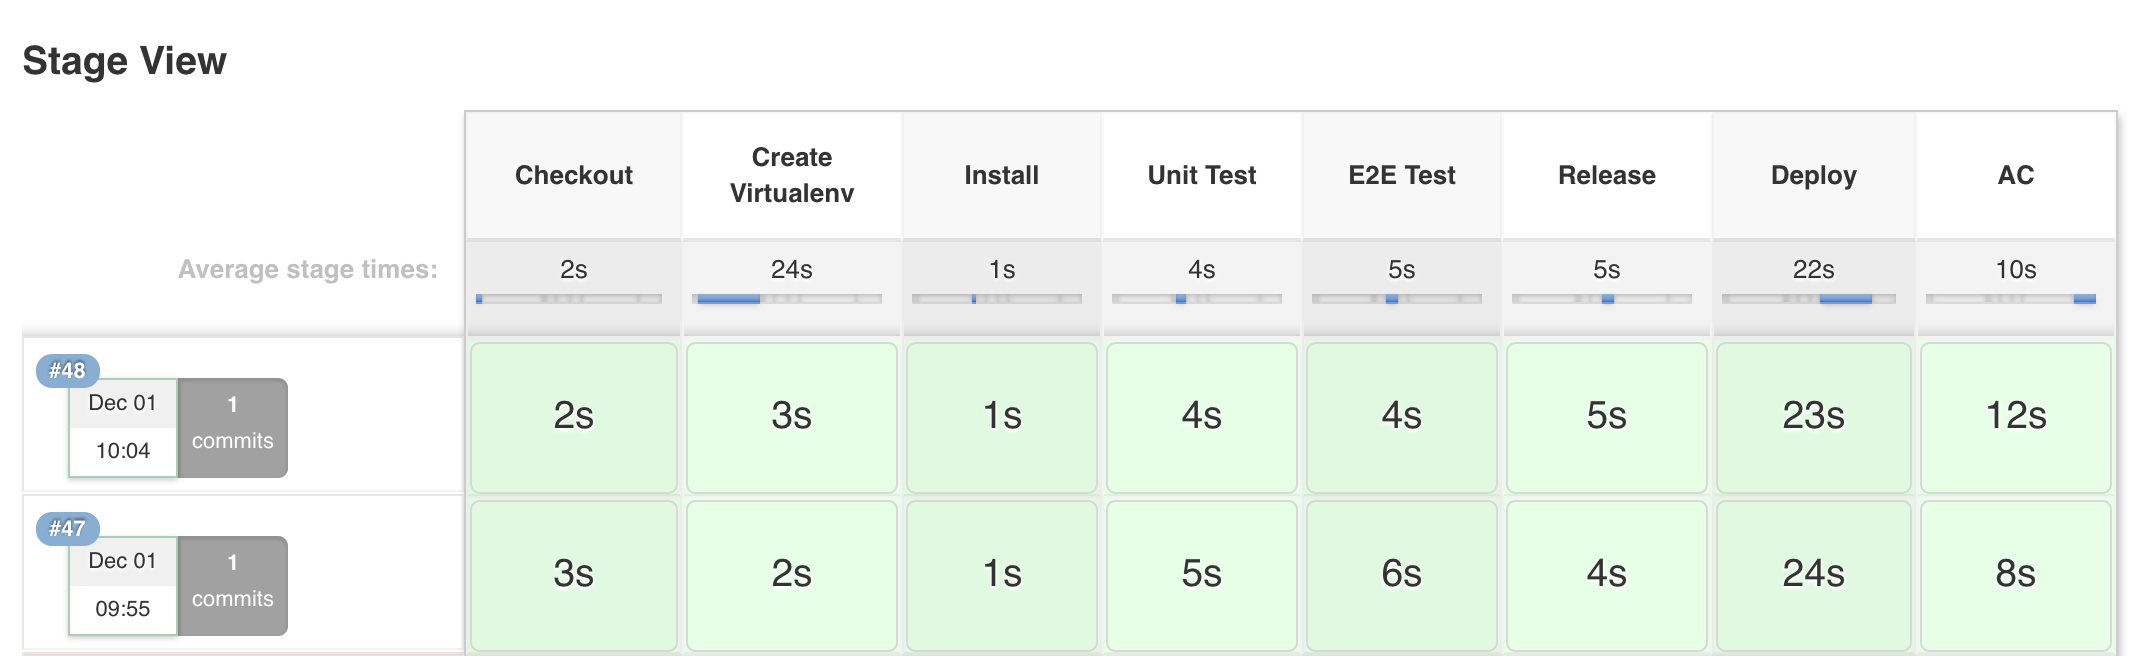 Stage View
Checkout
Create
Virtualenv
Install
Unit Test
E2E Test
Release
Deploy
AC
Average stage times:
2s
24s
1s
4s
5s
5s
22s
10s
#48
Dec 01
10:04
1
commits
2s
3s
1s
4s
4s
5s
23s
12s
#47
Dec 01
09:55
1
commits
3s
2s
1s
5s
6s
4s
24s
8s